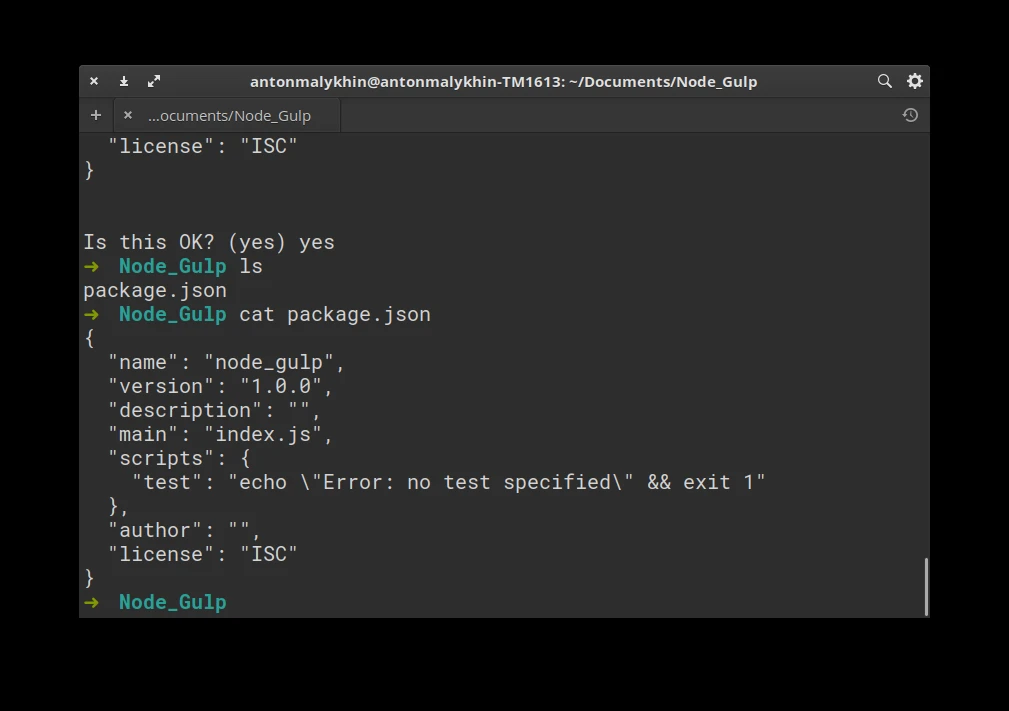 antonmalykhin@antonmalykhin-TM1613: ~/Documents/Node_Gulp
...ocuments/Node_Gulp
  "license": "ISC"
}
Is this OK? (yes) yes
➜  Node_Gulp ls
package.json
➜  Node_Gulp cat package.json
{
  "name": "node_gulp",
  "version": "1.0.0",
  "description": "",
  "main": "index.js",
  "scripts": {
    "test": "echo \"Error: no test specified\" && exit 1"
  },
  "author": "",
  "license": "ISC"
}
➜  Node_Gulp